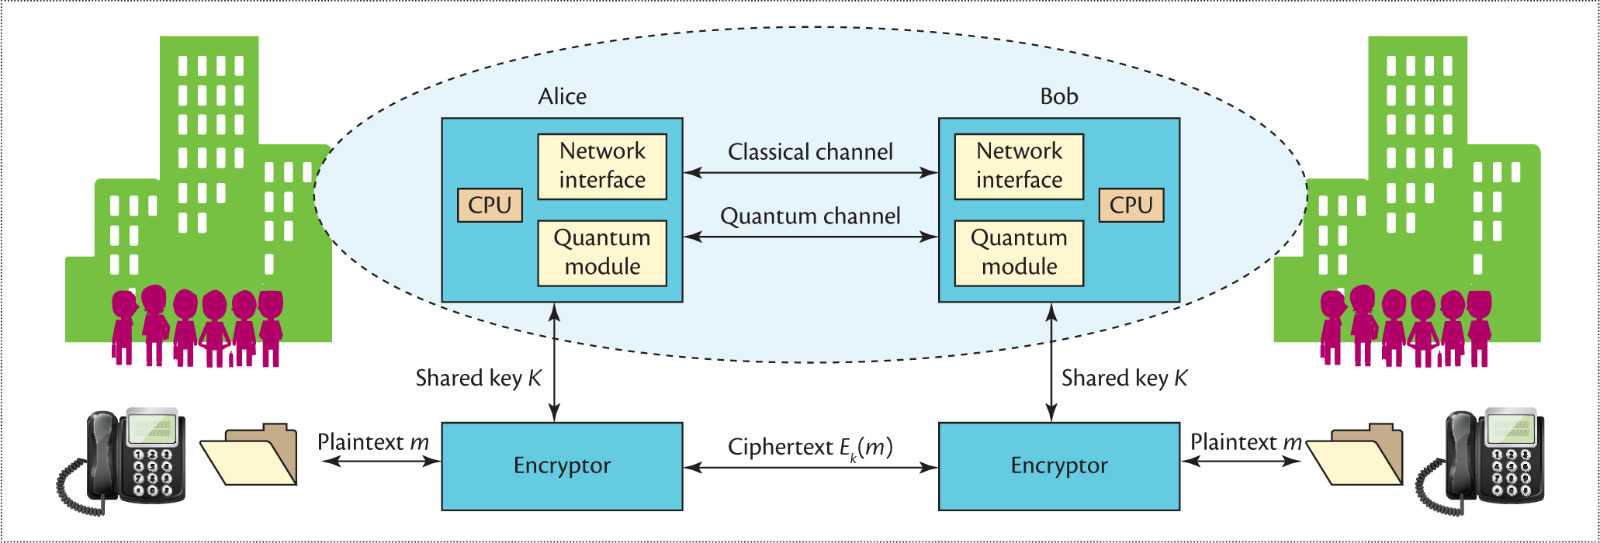 Alice
Bob
Network
interface
CPU
Quantum
module
Classical channel
Quantum channel
Network
interface
CPU
Quantum
module
Shared key K
Shared key K
Plaintext m
Encryptor
Ciphertext Eₖ(m)
Encryptor
Plaintext m